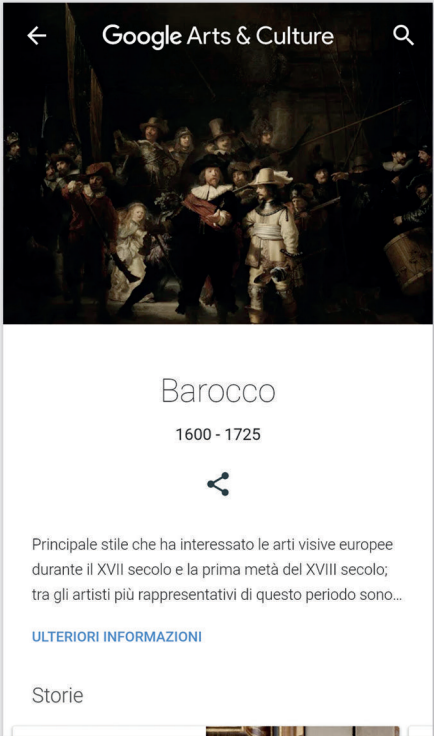 Google Arts & Culture
Barocco
1600 - 1725
Principale stile che ha interessato le arti visive europee
durante il XVII secolo e la prima metà del XVIII secolo;
tra gli artisti più rappresentativi di questo periodo sono...
ULTERIORI INFORMAZIONI
Storie